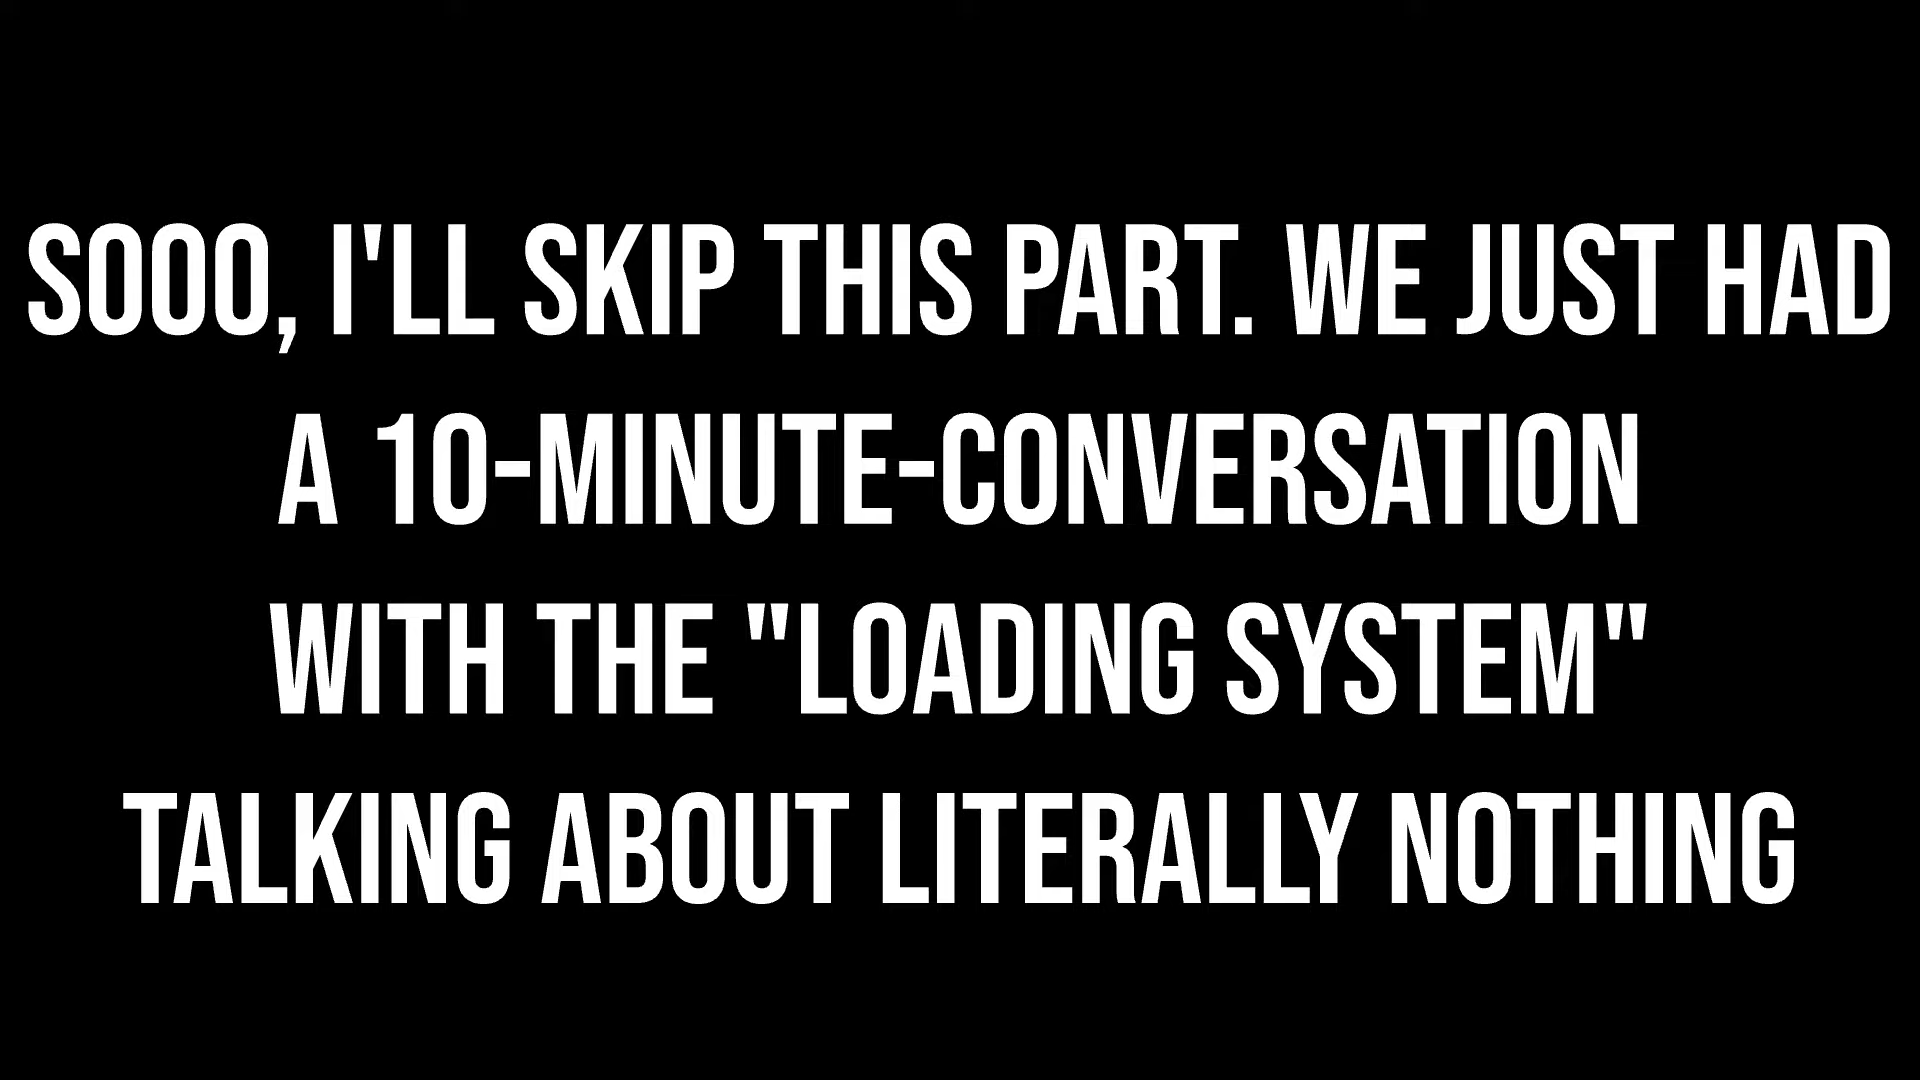 SOOO, I'LL SKIP THIS PART. WE JUST HAD
A 10-MINUTE-CONVERSATION
WITH THE "LOADING SYSTEM"
TALKING ABOUT LITERALLY NOTHING